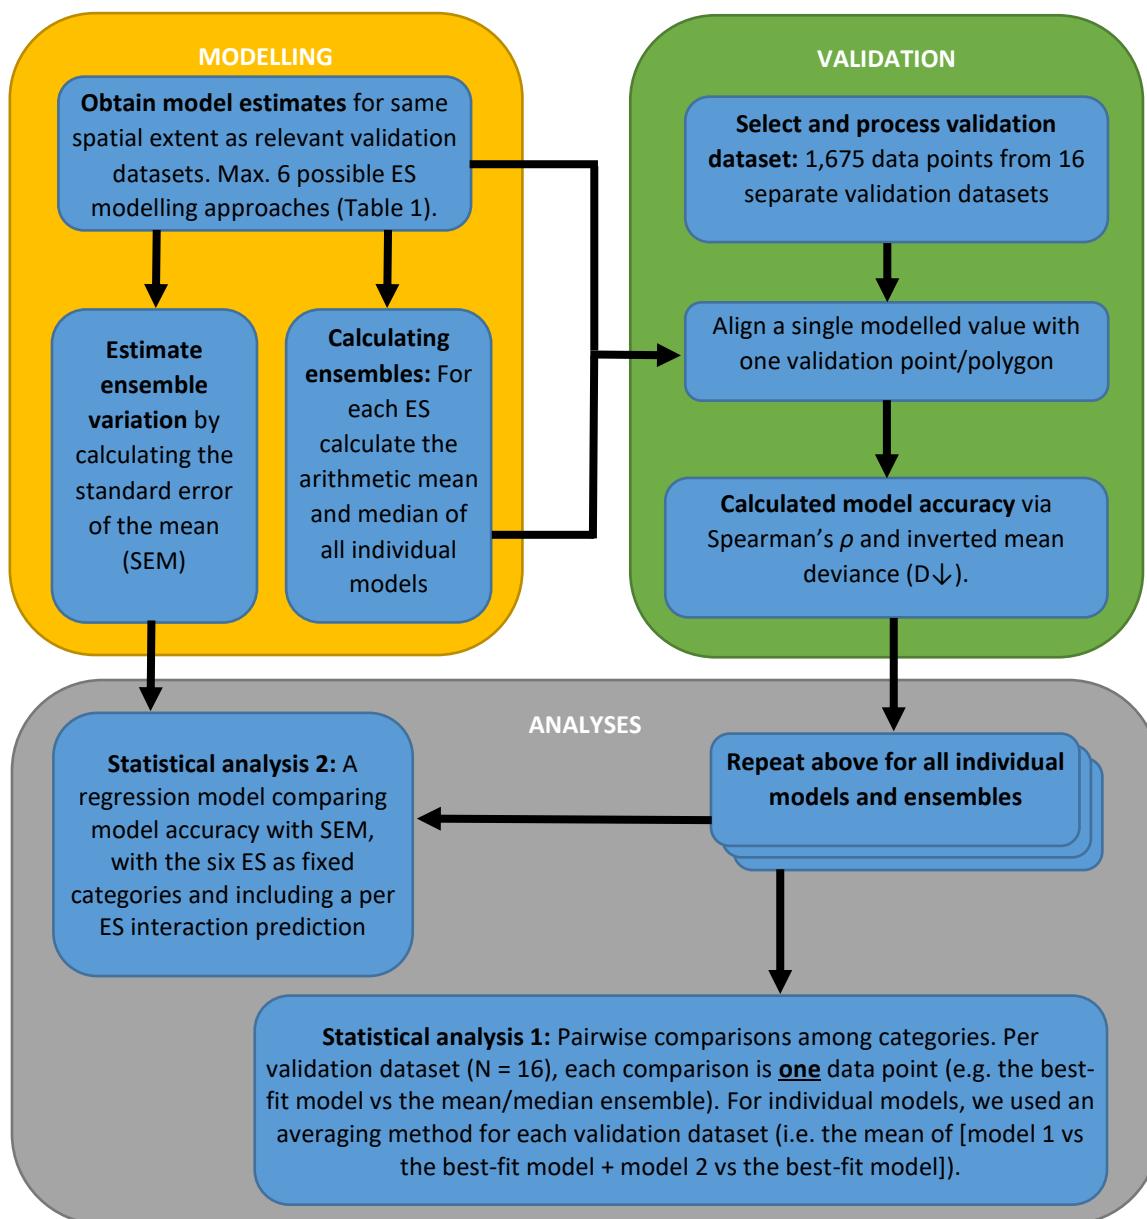 MODELLING
Obtain model estimates for same
spatial extent as relevant validation
datasets. Max. 6 possible ES
modelling approaches (Table 1).
Estimate
ensemble
variation by
calculating the
standard error
of the mean
(SEM)
Calculating
ensembles: For
each ES
calculate the
arithmetic mean
and median of
all individual
models
VALIDATION
Select and process validation
dataset: 1,675 data points from 16
separate validation datasets
Align a single modelled value with
one validation point/polygon
Calculated model accuracy via
Spearman’s ρ and inverted mean
deviance (D↓).
ANALYSES
Repeat above for all individual
models and ensembles
Statistical analysis 2: A
regression model comparing
model accuracy with SEM,
with the six ES as fixed
categories and including a per
ES interaction prediction
Statistical analysis 1: Pairwise comparisons among categories. Per
validation dataset (N = 16), each comparison is one data point (e.g. the best-
fit model vs the mean/median ensemble). For individual models, we used an
averaging method for each validation dataset (i.e. the mean of [model 1 vs
the best-fit model + model 2 vs the best-fit model]).